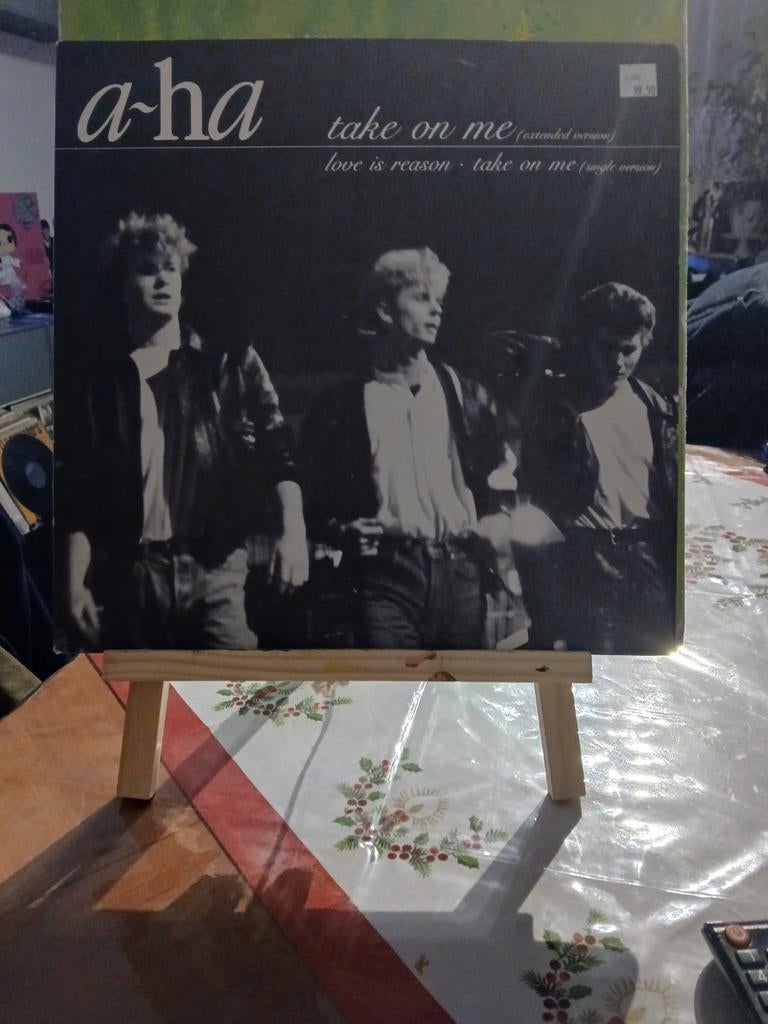 a-ha
take on me (extended version)
love is reason · take on me (single version)
99,50